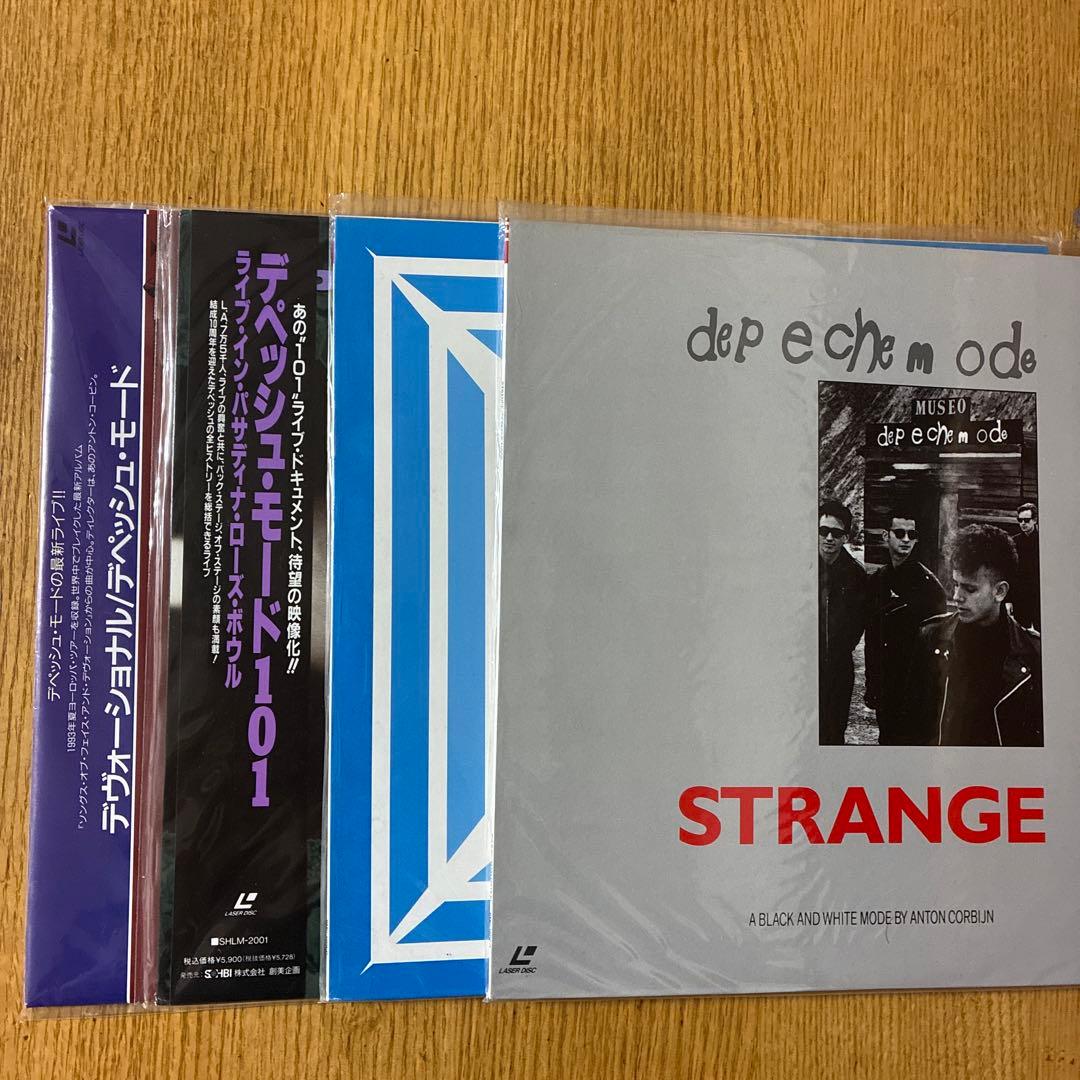 デペッシュ・モードの最新ライブ!!
1993年夏ヨーロッパ・ツアーを収録。世界中でブレイクした最新アルバム
『ソングス・オブ・フェイス・アンド・デヴォーション』からの曲が中心。ディレクターは、あのアントン・コービン。
デヴォーショナル/デペッシュ・モード
あの"101"ライブ・ドキュメント、待望の映像化!!
デペッシュ・モード101
ライブ・イン・パサディナ・ローズ・ボウル
L.A.7万5千人、ライブの興奮と共に、バック・ステージ、オフ・ステージの素顔も満載!
結成10周年を迎えたデペッシュの全ヒストリーを総括できるライブ
LASER DISC
■SHLM-2001
税込価格¥5,900(税抜価格¥5,728)
発売元:SOHBI株式会社 創美企画
depeche mode
MUSEO
depeche mode
STRANGE
A BLACK AND WHITE MODE BY ANTON CORBIJN
LASER DISC